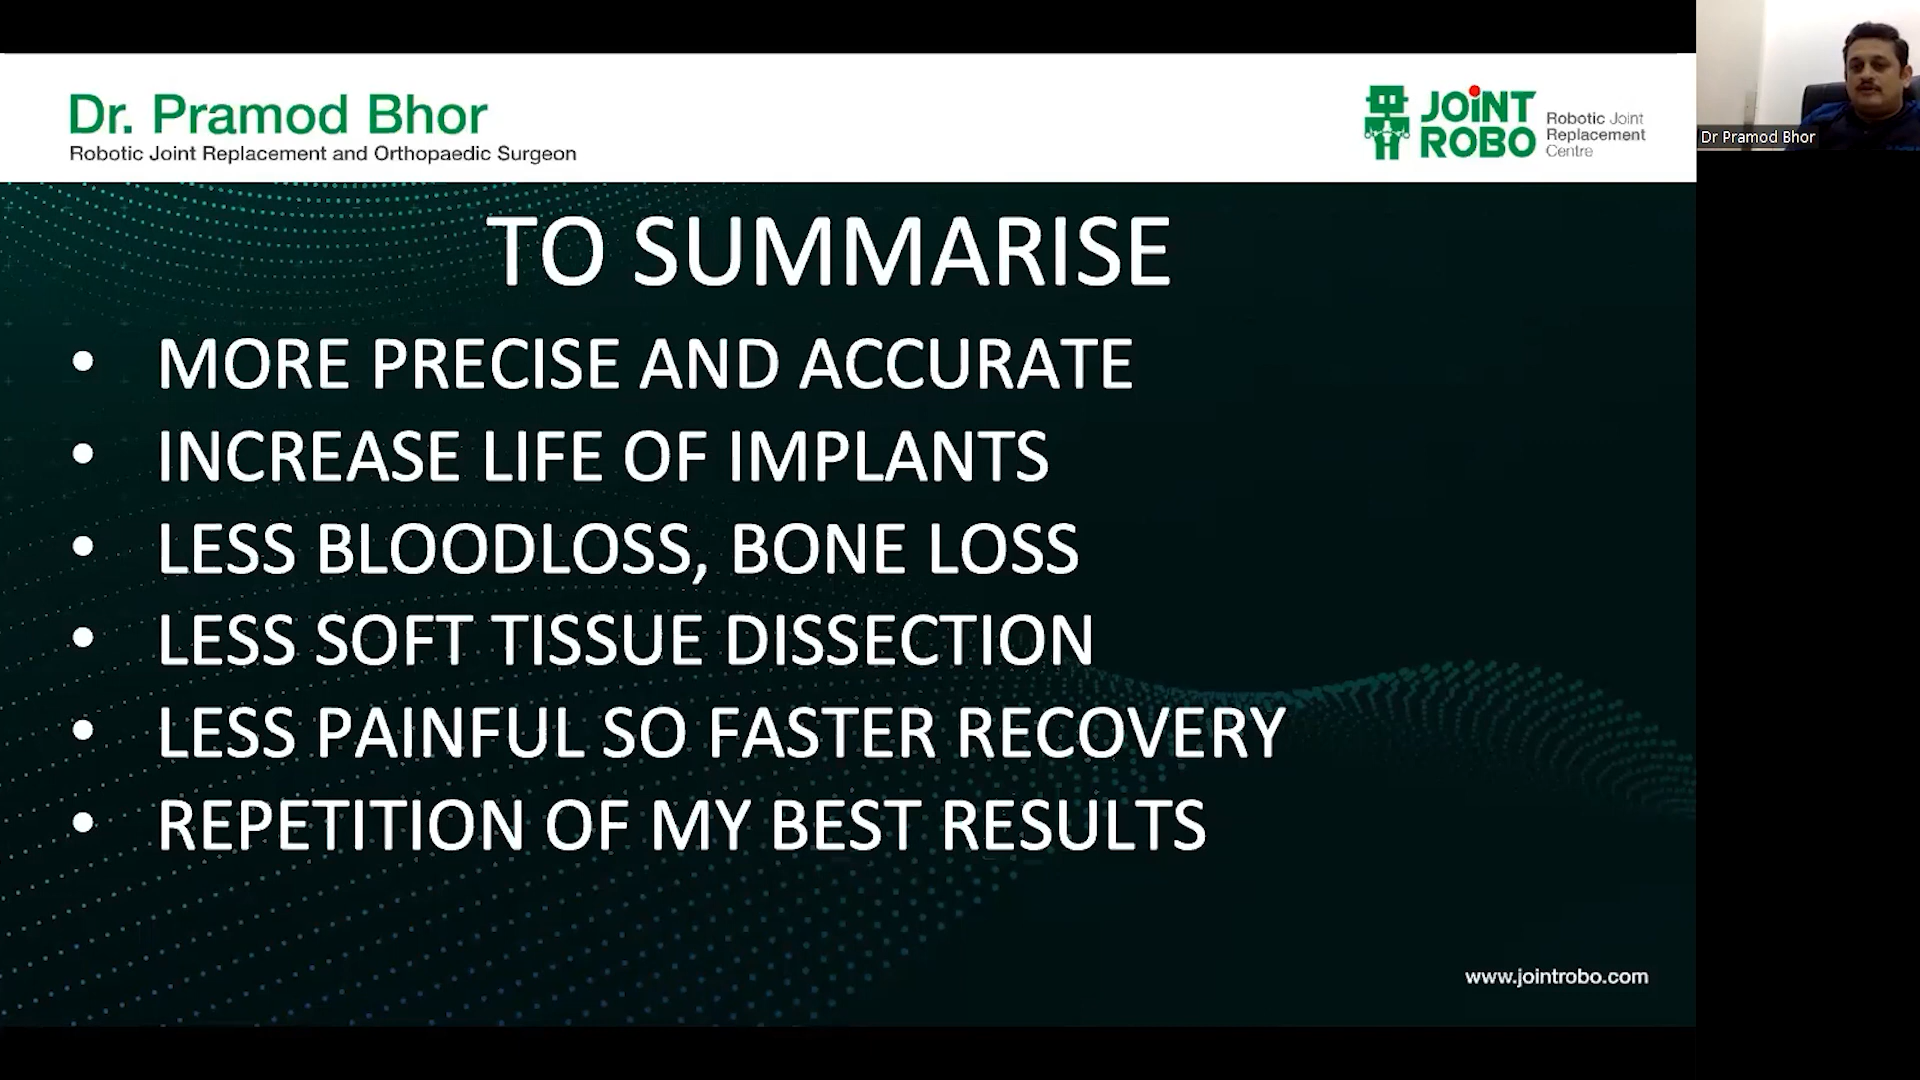 Dr. Pramod Bhor
Robotic Joint Replacement and Orthopaedic Surgeon
JOINT
ROBO
Robotic Joint
Replacement
Centre
Dr Pramod Bhor
TO SUMMARISE
• MORE PRECISE AND ACCURATE
• INCREASE LIFE OF IMPLANTS
• LESS BLOODLOSS, BONE LOSS
• LESS SOFT TISSUE DISSECTION
• LESS PAINFUL SO FASTER RECOVERY
• REPETITION OF MY BEST RESULTS
www.jointrobo.com